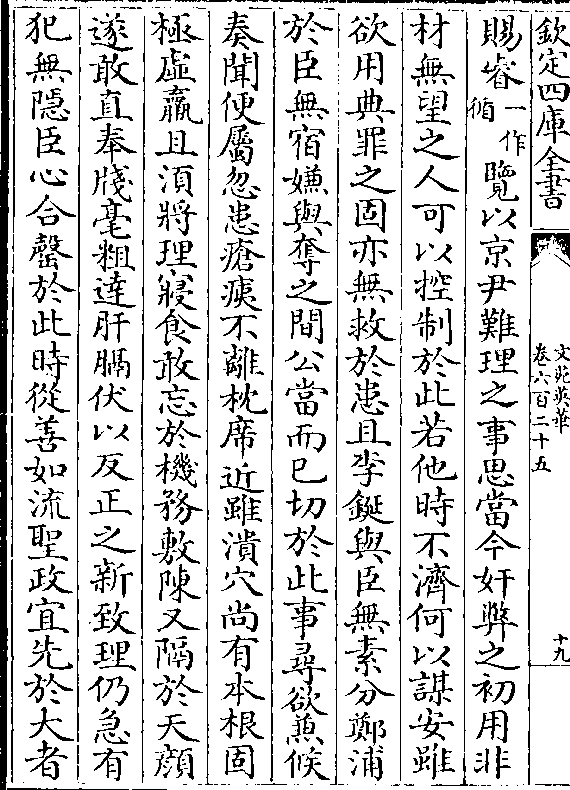 欽定四庫全書
文苑英華
卷六百二十五
十九
賜睿一作循覽以京尹難理之事思當今奸弊之初用非
材無望之人可以控制於此若他時不濟何以謀安雖
欲用典罪之固亦無救於患且李鋋與臣無素分鄭浦
於臣無宿嫌與奪之間公當而已切於此事尋欲兼候
奏聞便屬忽患瘡痍不離枕席近雖潰穴尚有本根固
極虛羸且湏將理寢食敢忘於機務敷陳又隔於天顔
遂敢直奉牋毫粗達肝膈伏以反正之新致理仍急有
犯無隱臣心合罄於此時從善如流聖政宜先於大者